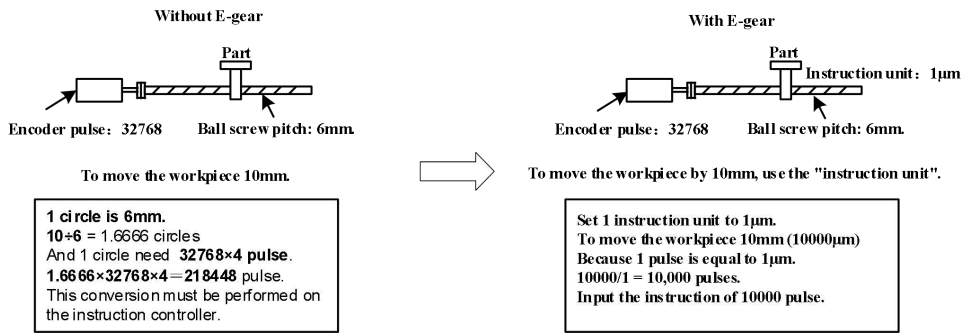 Without E-gear
Part
Encoder pulse：32768
Ball screw pitch: 6mm.
To move the workpiece 10mm.
1 circle is 6mm.
10÷6 = 1.6666 circles
And 1 circle need 32768×4 pulse.
1.6666×32768×4＝218448 pulse.
This conversion must be performed on
the instruction controller.
With E-gear
Part
Instruction unit：1μm
Encoder pulse：32768
Ball screw pitch: 6mm.
To move the workpiece by 10mm, use the "instruction unit".
Set 1 instruction unit to 1μm.
To move the workpiece 10mm (10000μm)
Because 1 pulse is equal to 1μm.
10000/1 = 10,000 pulses.
Input the instruction of 10000 pulse.